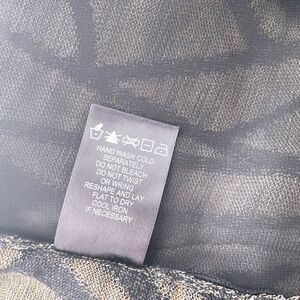 HAND WASH COLD
SEPARATELY
DO NOT BLEACH
DO NOT TWIST
OR WRING
RESHAPE AND LAY
FLAT TO DRY
COOL IRON
IF NECESSARY